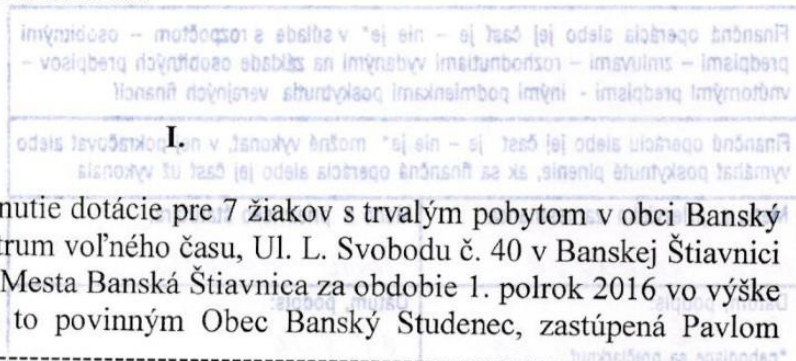 Finančná operácia alebo jej časť je – nie je* v súlade s rozpočtom – osobitnými
predpismi – zmluvami – rozhodnutiami vydanými na základe osobitných predpisov –
vnútornými predpismi - inými podmienkami poskytnutia verejných financií
I.
Finančnú operáciu alebo jej časť je – nie je* možné vykonať, v nej pokračovať alebo
vymáhať poskytnuté plnenie, ak sa finančná operácia alebo jej časť už vykonala
nutie dotácie pre 7 žiakov s trvalým pobytom v obci Banský
trum voľného času, Ul. L. Svobodu č. 40 v Banskej Štiavnici
Mesta Banská Štiavnica za obdobie 1. polrok 2016 vo výške
Dátum, podpis:
to povinným Obec Banský Studenec, zastúpená Pavlom